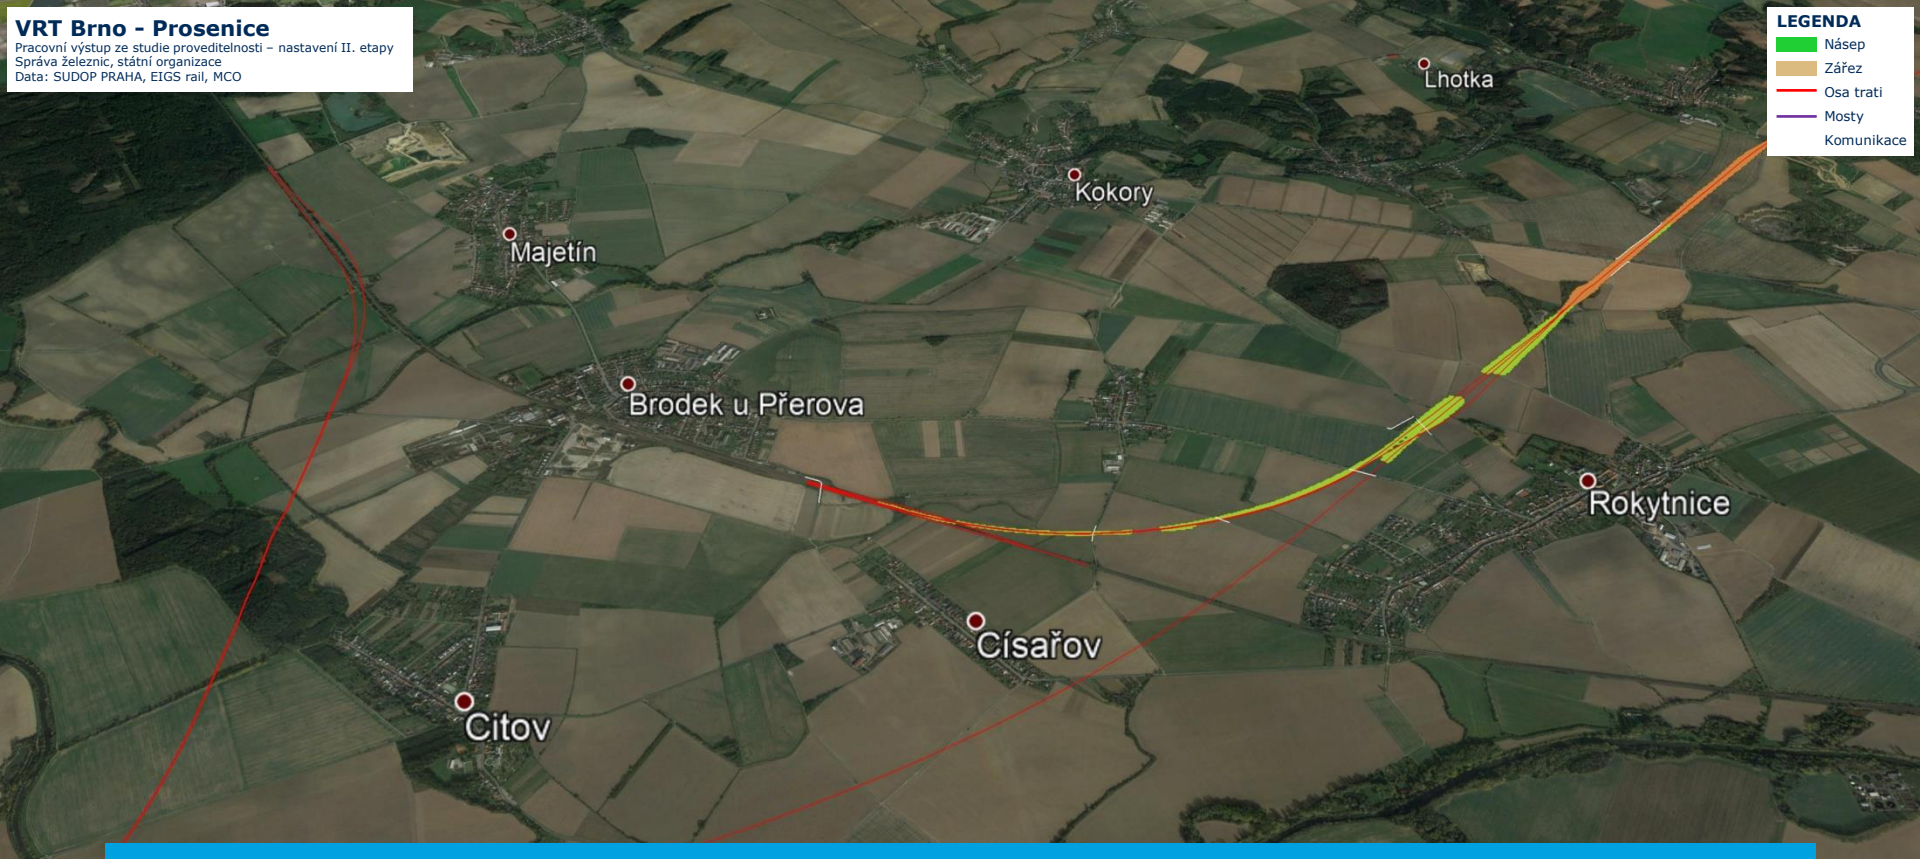 VRT Brno - Prosenice
Pracovní výstup ze studie proveditelnosti – nastavení II. etapy
Správa železnic, státní organizace
Data: SUDOP PRAHA, EIGS rail, MCO
LEGENDA
Násep
Zářez
Osa trati
Mosty
Komunikace
Lhotka
Kokory
Majetín
Brodek u Přerova
Rokytnice
Císařov
Citov